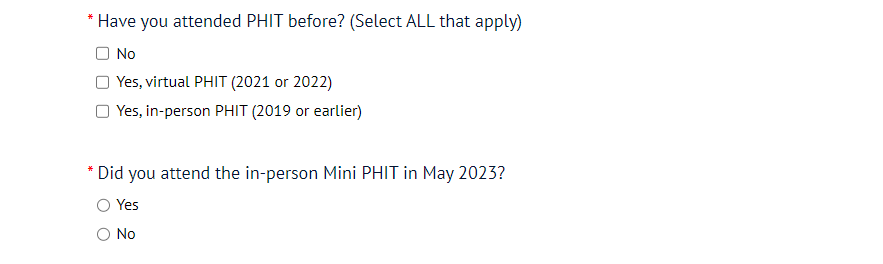 * Have you attended PHIT before? (Select ALL that apply)
No
Yes, virtual PHIT (2021 or 2022)
Yes, in-person PHIT (2019 or earlier)
* Did you attend the in-person Mini PHIT in May 2023?
Yes
No